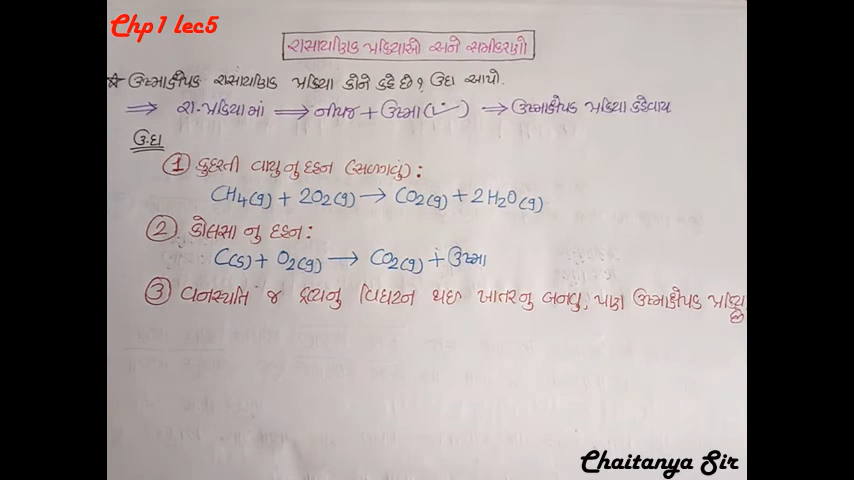 Chp1 lec5
રાસાયણિક પ્રક્રિયાઓ અને સમીકરણો
☆ ઉષ્માક્ષેપક રાસાયણિક પ્રક્રિયા કોને કહે છે? ઉદા આપો.
⟹ રા.પ્રક્રિયા માં ⟹ નીપજ + ઉષ્મા(✓) → ઉષ્માક્ષેપક પ્રક્રિયા કહેવાય
ઉ.દા
① કુદરતી વાયુ નુ દહન (સળગવું) :
CH4(g) + 2O2(g) → CO2(g) + 2H2O(g)
② કોલસા નુ દહન :
C(s) + O2(g) → CO2(g) + ઉષ્મા
③ વનસ્પતિ જ દ્રવ્યનુ વિઘટન થઇ ખાતરનુ બનવુ, પણ ઉષ્માક્ષેપક પ્રક્રિયા છે
Chaitanya Sir